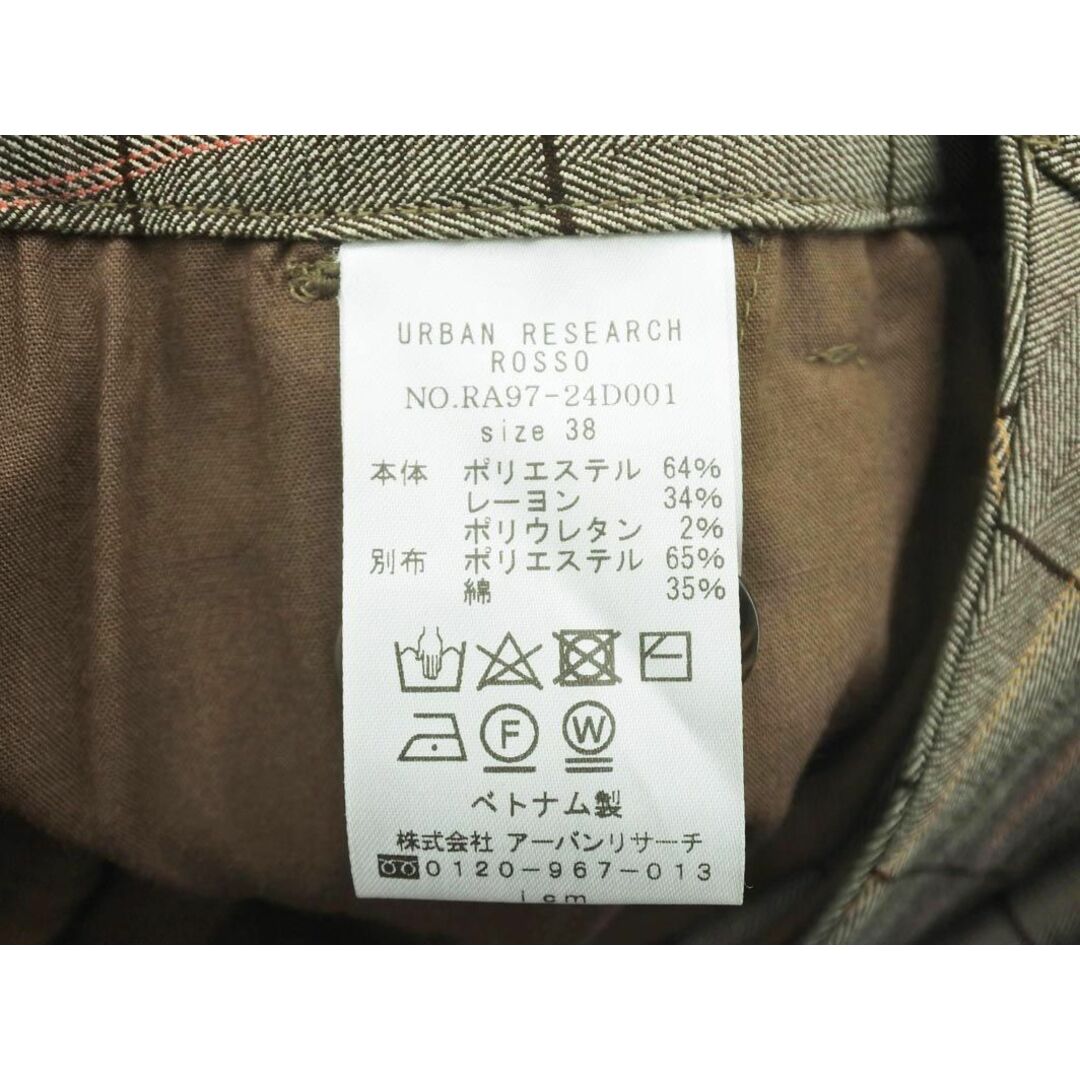 URBAN RESEARCH
ROSSO
NO.RA97-24D001
size 38
本体 ポリエステル 64%
レーヨン 34%
ポリウレタン 2%
別布 ポリエステル 65%
綿 35%
F W
ベトナム製
株式会社 アーバンリサーチ
0120-967-013